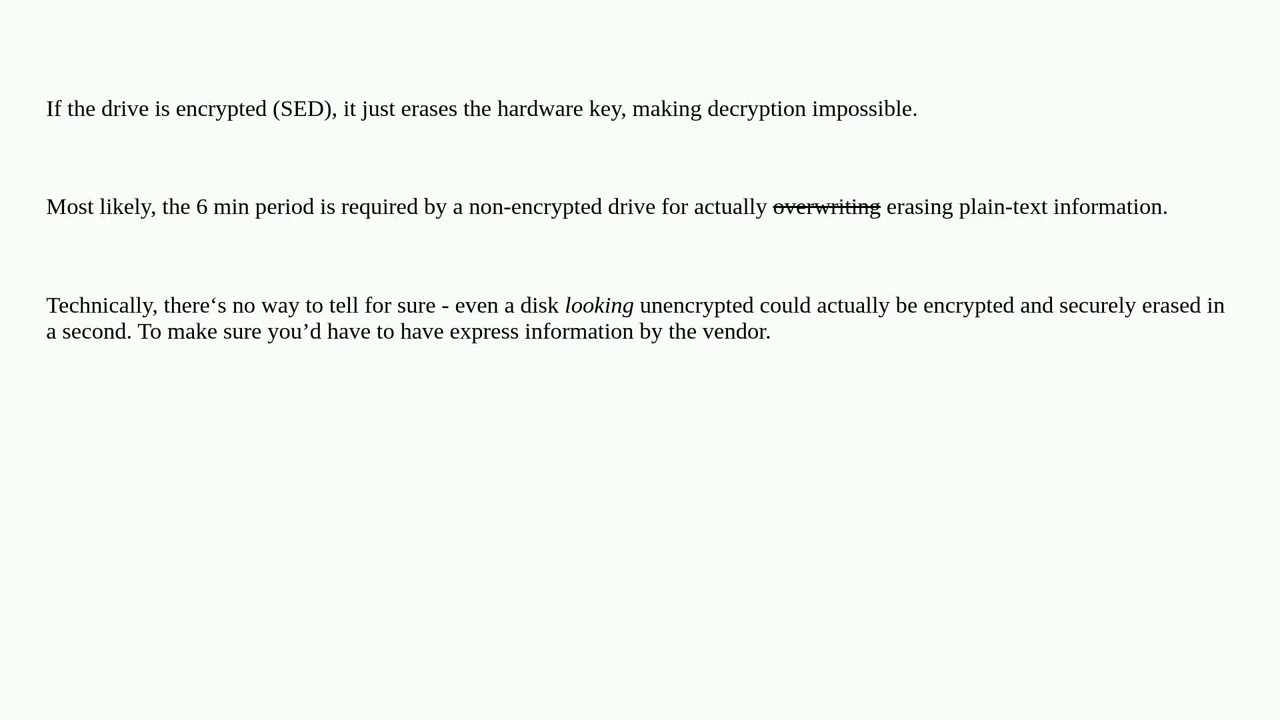 If the drive is encrypted (SED), it just erases the hardware key, making decryption impossible.
Most likely, the 6 min period is required by a non-encrypted drive for actually overwriting erasing plain-text information.
Technically, there‘s no way to tell for sure - even a disk looking unencrypted could actually be encrypted and securely erased in
a second. To make sure you’d have to have express information by the vendor.